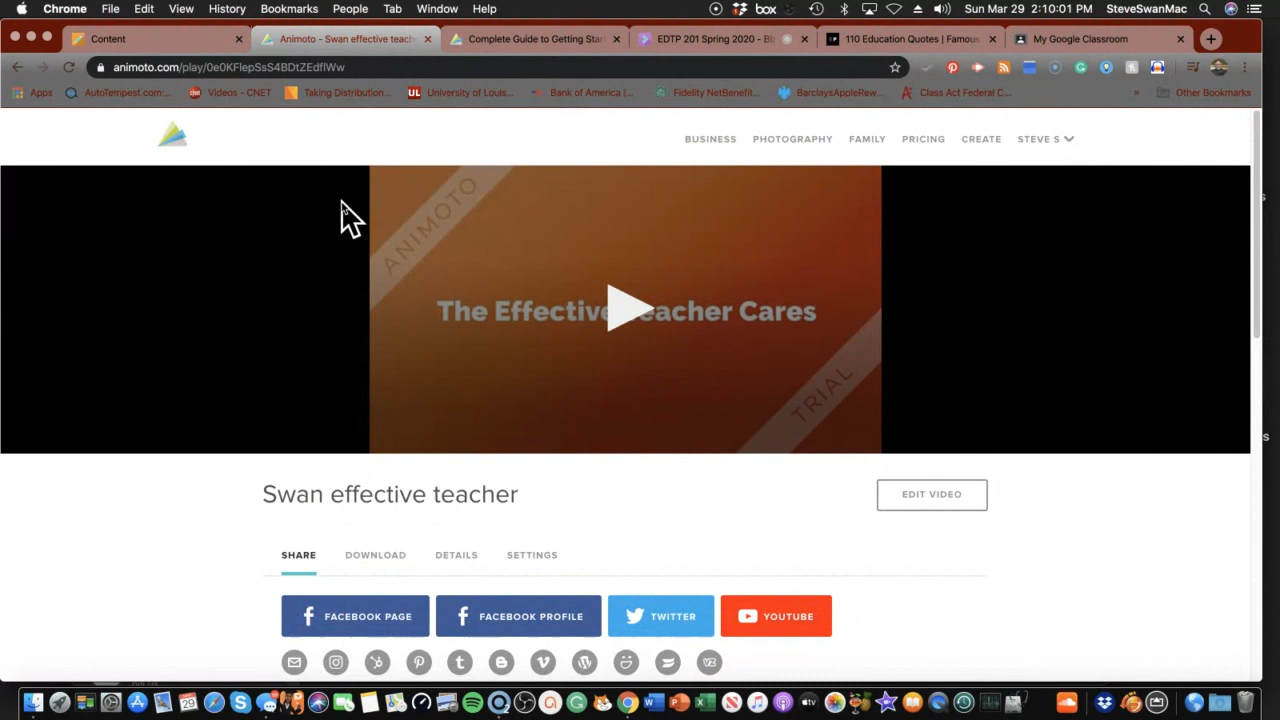 Chrome File Edit View History Bookmarks People Tab Window Help box Sun Mar 29 2:10:01 PM SteveSwanMac
Content Animoto - Swan effective teach Complete Guide to Getting Star EDTP 201 Spring 2020 - Bl 110 Education Quotes | Famous My Google Classroom
animoto.com/play/0e0KFlepSsS4BDtZEdflWw
Apps AutoTempest.com:... Videos - CNET Taking Distribution... UL University of Louis... Bank of America |... Fidelity NetBenefit... BarclaysAppleRew... Class Act Federal C... » Other Bookmarks
BUSINESS PHOTOGRAPHY FAMILY PRICING CREATE STEVE S
ANIMOTO
The Effective Teacher Cares
TRIAL
Swan effective teacher
EDIT VIDEO
SHARE DOWNLOAD DETAILS SETTINGS
FACEBOOK PAGE FACEBOOK PROFILE TWITTER YOUTUBE